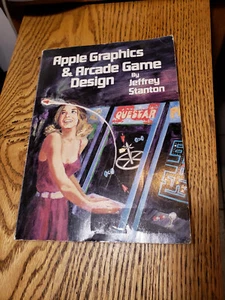 Apple Graphics
& Arcade Game
Design
By
Jeffrey
Stanton